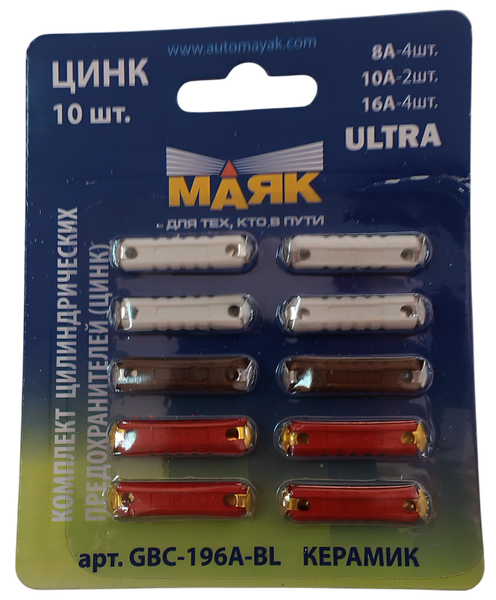 www.automayak.com
ЦИНК
10 шт.
8А-4шт.
10А-2шт.
16А-4шт.
ULTRA
МАЯК
- ДЛЯ ТЕХ, КТО В ПУТИ
КОМПЛЕКТ ЦИЛИНДРИЧЕСКИХ
ПРЕДОХРАНИТЕЛЕЙ (ЦИНК)
арт. GBC-196A-BL КЕРАМИК